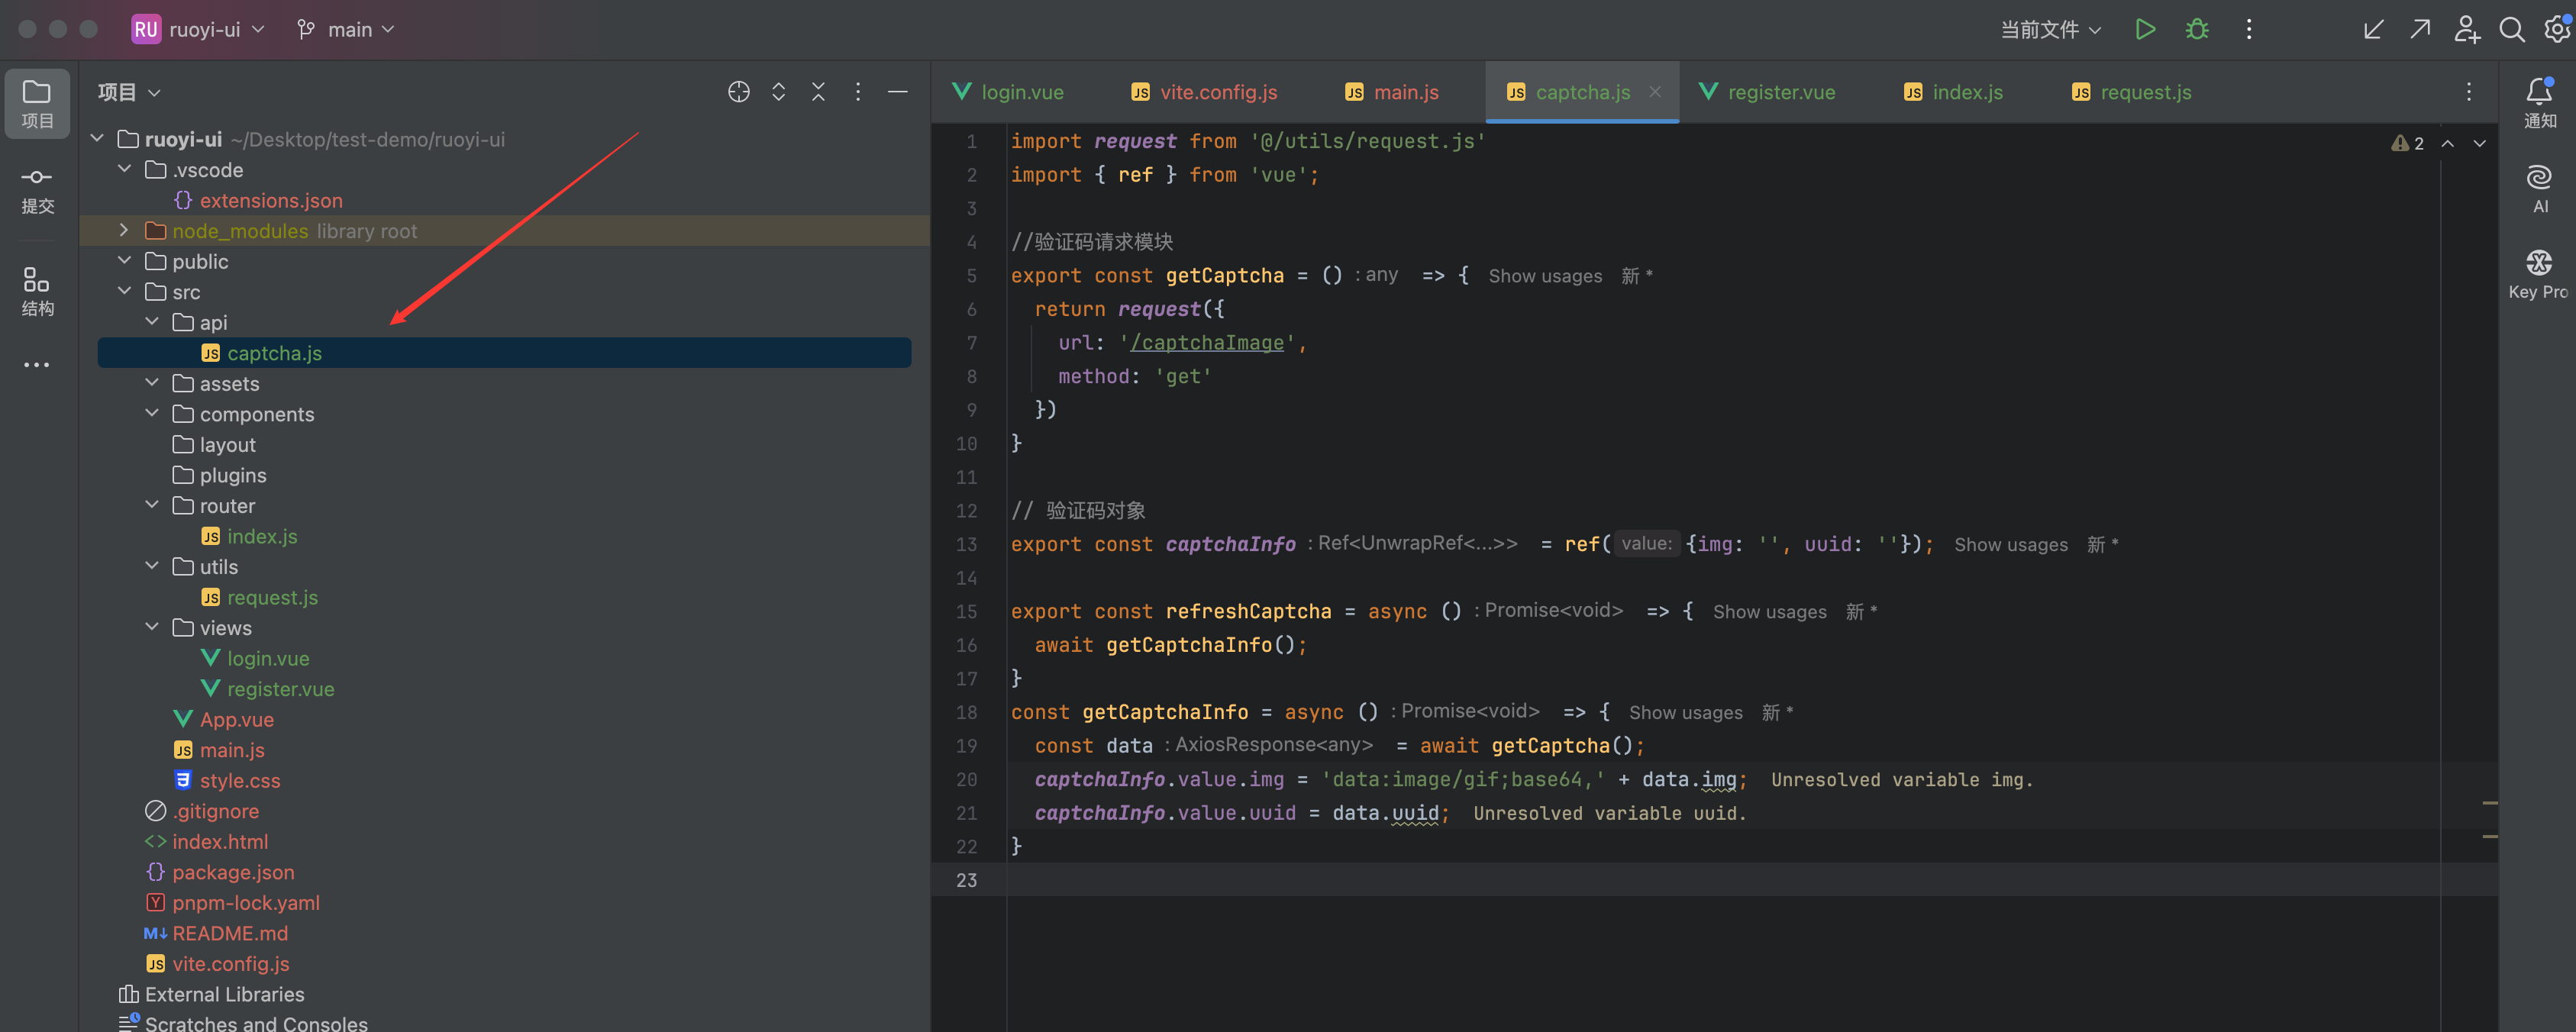 RU ruoyi-ui main 当前文件
项目
项目
提交
结构
ruoyi-ui ~/Desktop/test-demo/ruoyi-ui
.vscode
{} extensions.json
node_modules library root
public
src
api
JS captcha.js
assets
components
layout
plugins
router
JS index.js
utils
JS request.js
views
login.vue
register.vue
App.vue
JS main.js
style.css
.gitignore
<> index.html
{} package.json
Y pnpm-lock.yaml
M↓ README.md
JS vite.config.js
External Libraries
Scratches and Consoles
login.vue JS vite.config.js JS main.js JS captcha.js × register.vue JS index.js JS request.js
2
1 import request from '@/utils/request.js'
2 import { ref } from 'vue';
3
4 //验证码请求模块
5 export const getCaptcha = () : any => { Show usages 新 *
6 return request({
7 url: '/captchaImage',
8 method: 'get'
9 })
10 }
11
12 // 验证码对象
13 export const captchaInfo : Ref<UnwrapRef<...>> = ref( value: {img: '', uuid: ''}); Show usages 新 *
14
15 export const refreshCaptcha = async () : Promise<void> => { Show usages 新 *
16 await getCaptchaInfo();
17 }
18 const getCaptchaInfo = async () : Promise<void> => { Show usages 新 *
19 const data : AxiosResponse<any> = await getCaptcha();
20 captchaInfo.value.img = 'data:image/gif;base64,' + data.img; Unresolved variable img.
21 captchaInfo.value.uuid = data.uuid; Unresolved variable uuid.
22 }
23
通知
AI
Key Pro